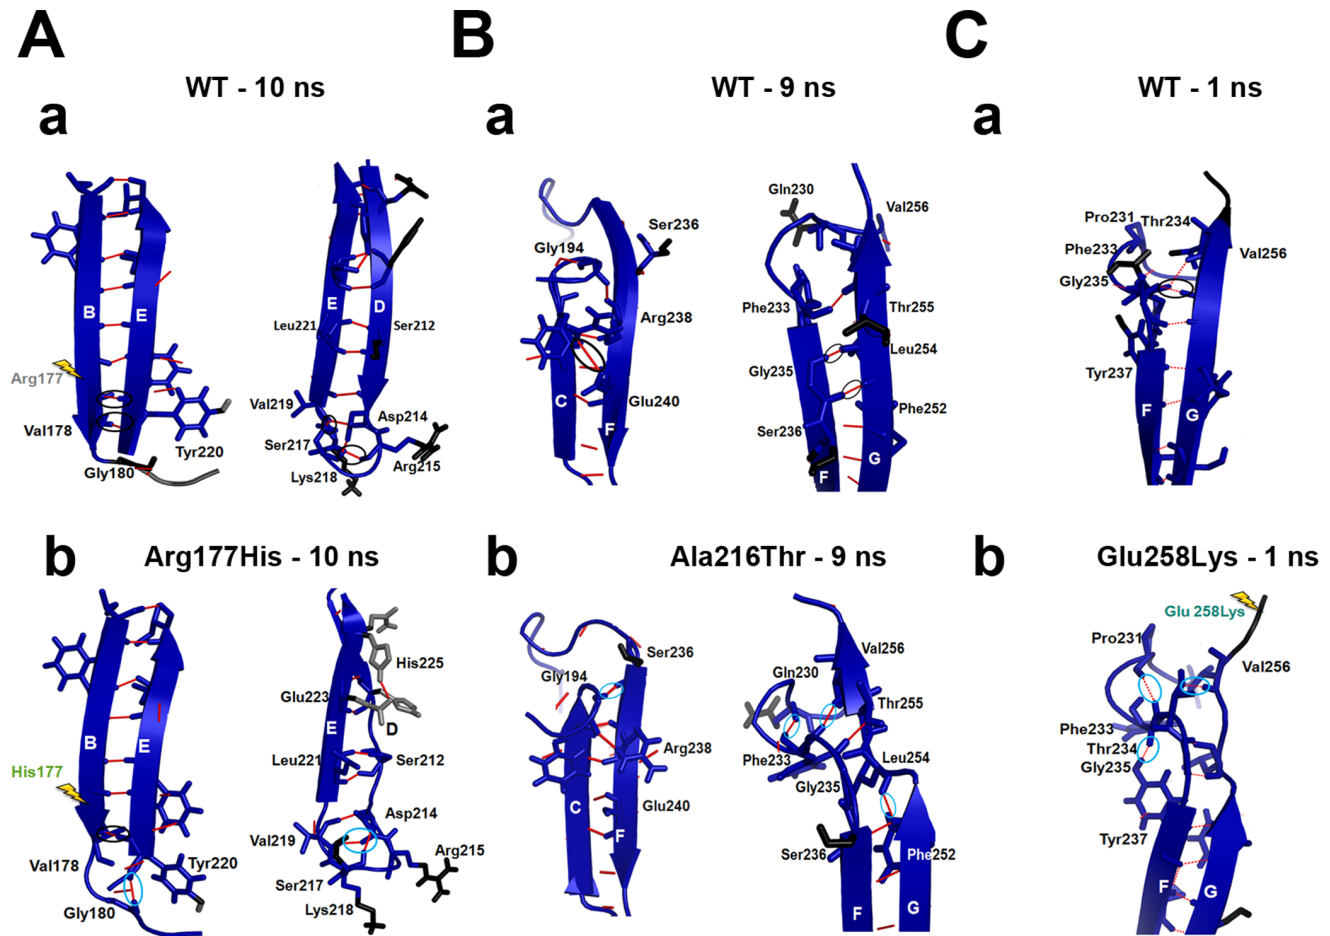 A
B
C
WT - 10 ns
WT - 9 ns
WT - 1 ns
a
a
a
B
E
Arg177
Val178
Gly180
Tyr220
E
D
Leu221
Ser212
Val219
Asp214
Ser217
Lys218
Arg215
Gly194
Ser236
Arg238
Glu240
C
F
Gln230
Val256
Phe233
Thr255
Leu254
Gly235
Phe252
Ser236
F
G
Pro231
Thr234
Phe233
Val256
Gly235
Tyr237
F
G
b
Arg177His - 10 ns
b
Ala216Thr - 9 ns
b
Glu258Lys - 1 ns
B
E
His177
Val178
Tyr220
Gly180
His225
Glu223
D
E
Leu221
Ser212
Asp214
Val219
Arg215
Ser217
Lys218
Ser236
Gly194
Arg238
Glu240
C
F
Val256
Gln230
Thr255
Phe233
Leu254
Gly235
Ser236
Phe252
F
G
Glu 258Lys
Pro231
Val256
Phe233
Thr234
Gly235
Tyr237
F
G